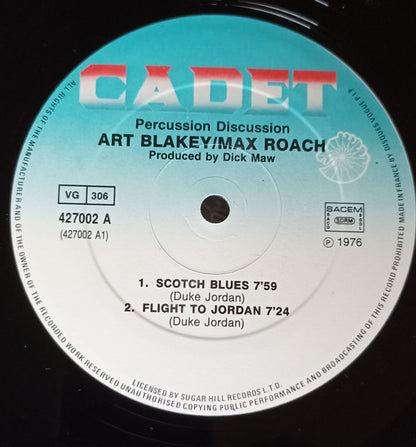 CADET
Percussion Discussion
ART BLAKEY/MAX ROACH
Produced by Dick Maw
VG 306
427002 A
(427002 A1)
SACEM
SACD
SDRM
SGDL
℗ 1976
1. SCOTCH BLUES 7'59
(Duke Jordan)
2. FLIGHT TO JORDAN 7'24
(Duke Jordan)
ALL RIGHTS OF THE MANUFACTURER AND OF THE OWNER OF THE RECORDED WORK RESERVED UNAUTHORISED COPYING PUBLIC PERFORMANCE AND BROADCASTING OF THIS RECORD PROHIBITED MADE IN FRANCE BY DISQUES VOGUE P.I.P
LICENSED BY SUGAR HILL RECORDS L.T.D.